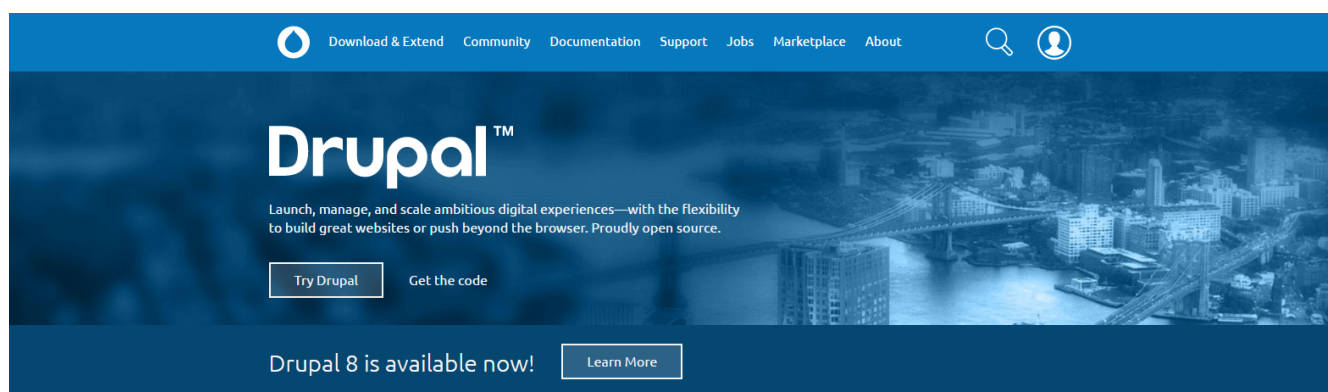 Download & Extend Community Documentation Support Jobs Marketplace About
Drupal™
Launch, manage, and scale ambitious digital experiences—with the flexibility
to build great websites or push beyond the browser. Proudly open source.
Try Drupal Get the code
Drupal 8 is available now! Learn More